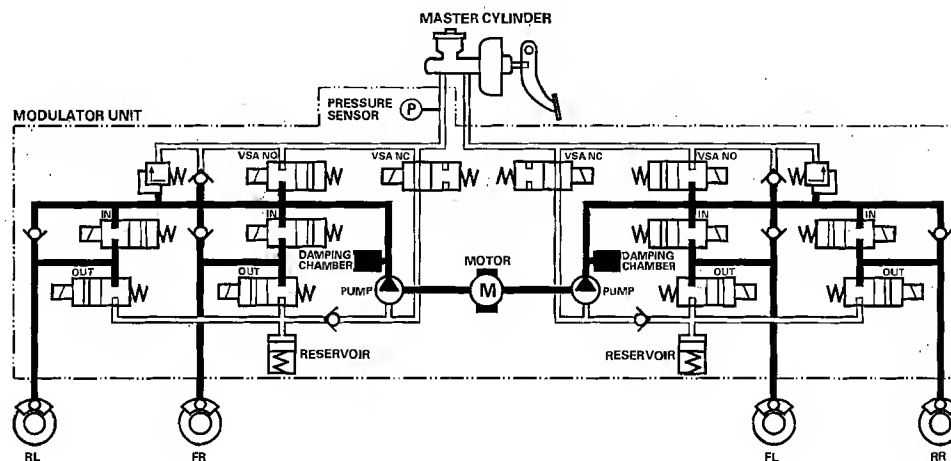 MASTER CYLINDER
PRESSURE
SENSOR
P
MODULATOR UNIT
VSA NO
VSA NC
VSA NC
VSA NO
IN
IN
IN
IN
DAMPING
CHAMBER
MOTOR
DAMPING
CHAMBER
OUT
OUT
OUT
OUT
PUMP
M
PUMP
RESERVOIR
RESERVOIR
RL
FR
FL
RR